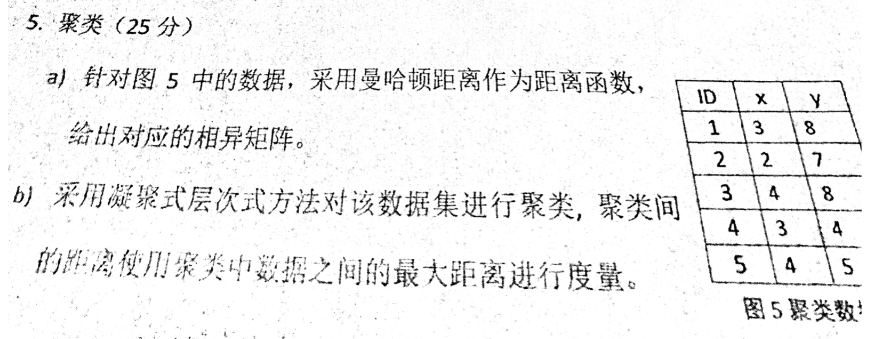 5. 聚类（25 分）
a) 针对图 5 中的数据，采用曼哈顿距离作为距离函数，
给出对应的相异矩阵。
b) 采用凝聚式层次式方法对该数据集进行聚类, 聚类间
的距离使用聚类中数据之间的最大距离进行度量。
ID x y
1 3 8
2 2 7
3 4 8
4 3 4
5 4 5
图 5 聚类数